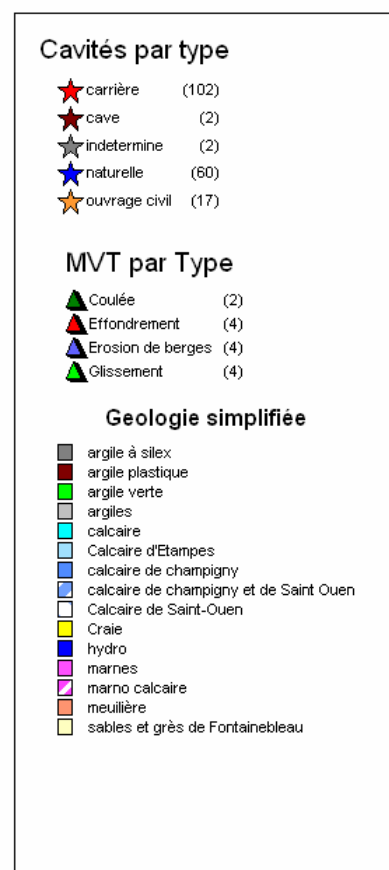 Cavités par type
carrière (102)
cave (2)
indetermine (2)
naturelle (60)
ouvrage civil (17)
MVT par Type
Coulée (2)
Effondrement (4)
Erosion de berges (4)
Glissement (4)
Geologie simplifiée
argile à silex
argile plastique
argile verte
argiles
calcaire
Calcaire d'Etampes
calcaire de champigny
calcaire de champigny et de Saint Ouen
Calcaire de Saint-Ouen
Craie
hydro
marnes
marno calcaire
meuilière
sables et grès de Fontainebleau